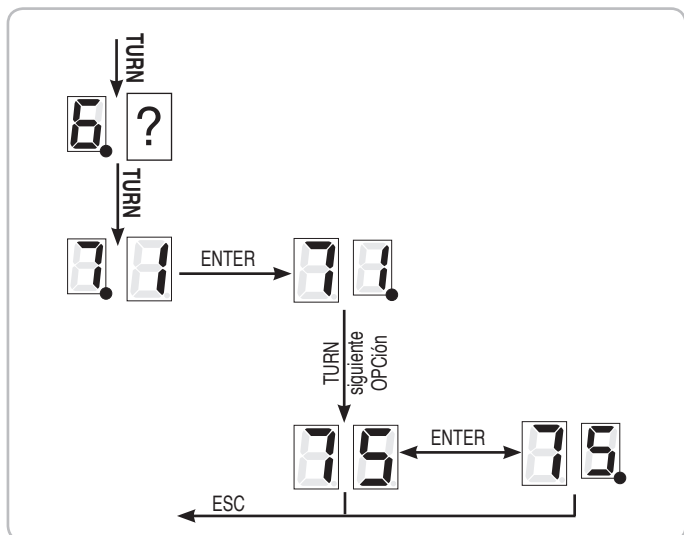 TURN
6. ?
TURN
7. 1 ENTER 7 1.
TURN
siguiente
OPCión
7 5 ENTER 7 5.
ESC